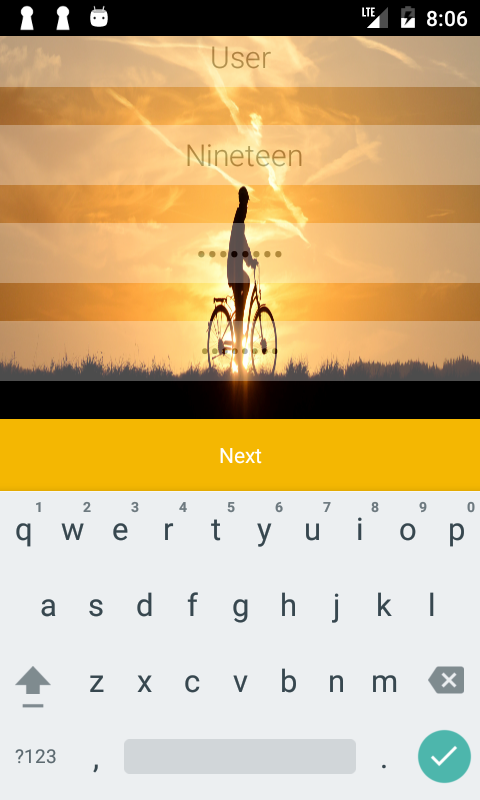 LTE 8:06
User
Nineteen
••••••••
•••••••
Next
1 2 3 4 5 6 7 8 9 0
q w e r t y u i o p
a s d f g h j k l
z x c v b n m
?123 , .